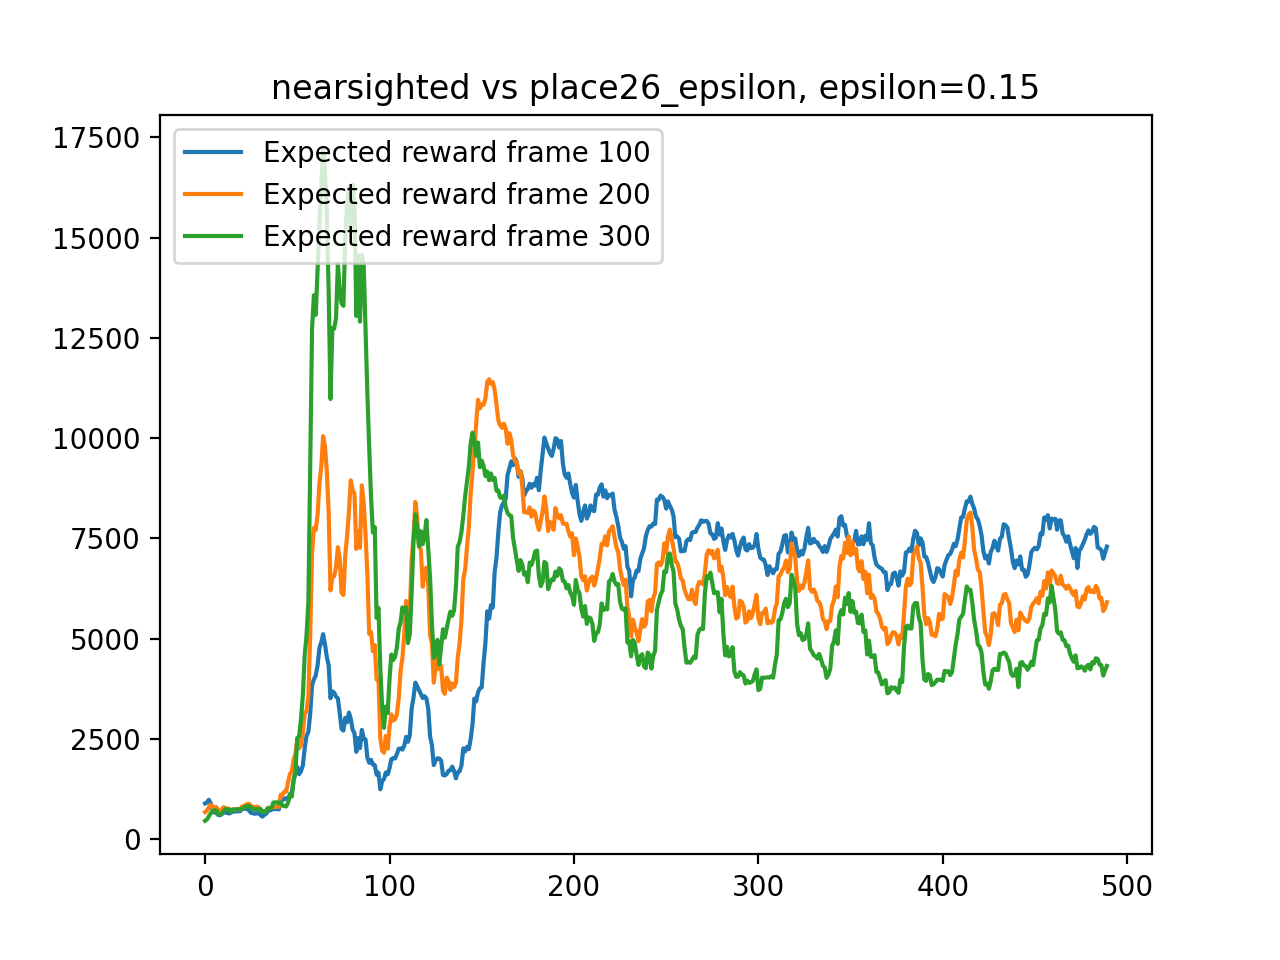 nearsighted vs place26_epsilon, epsilon=0.15
17500
15000
12500
10000
7500
5000
2500
0
Expected reward frame 100
Expected reward frame 200
Expected reward frame 300
0 100 200 300 400 500